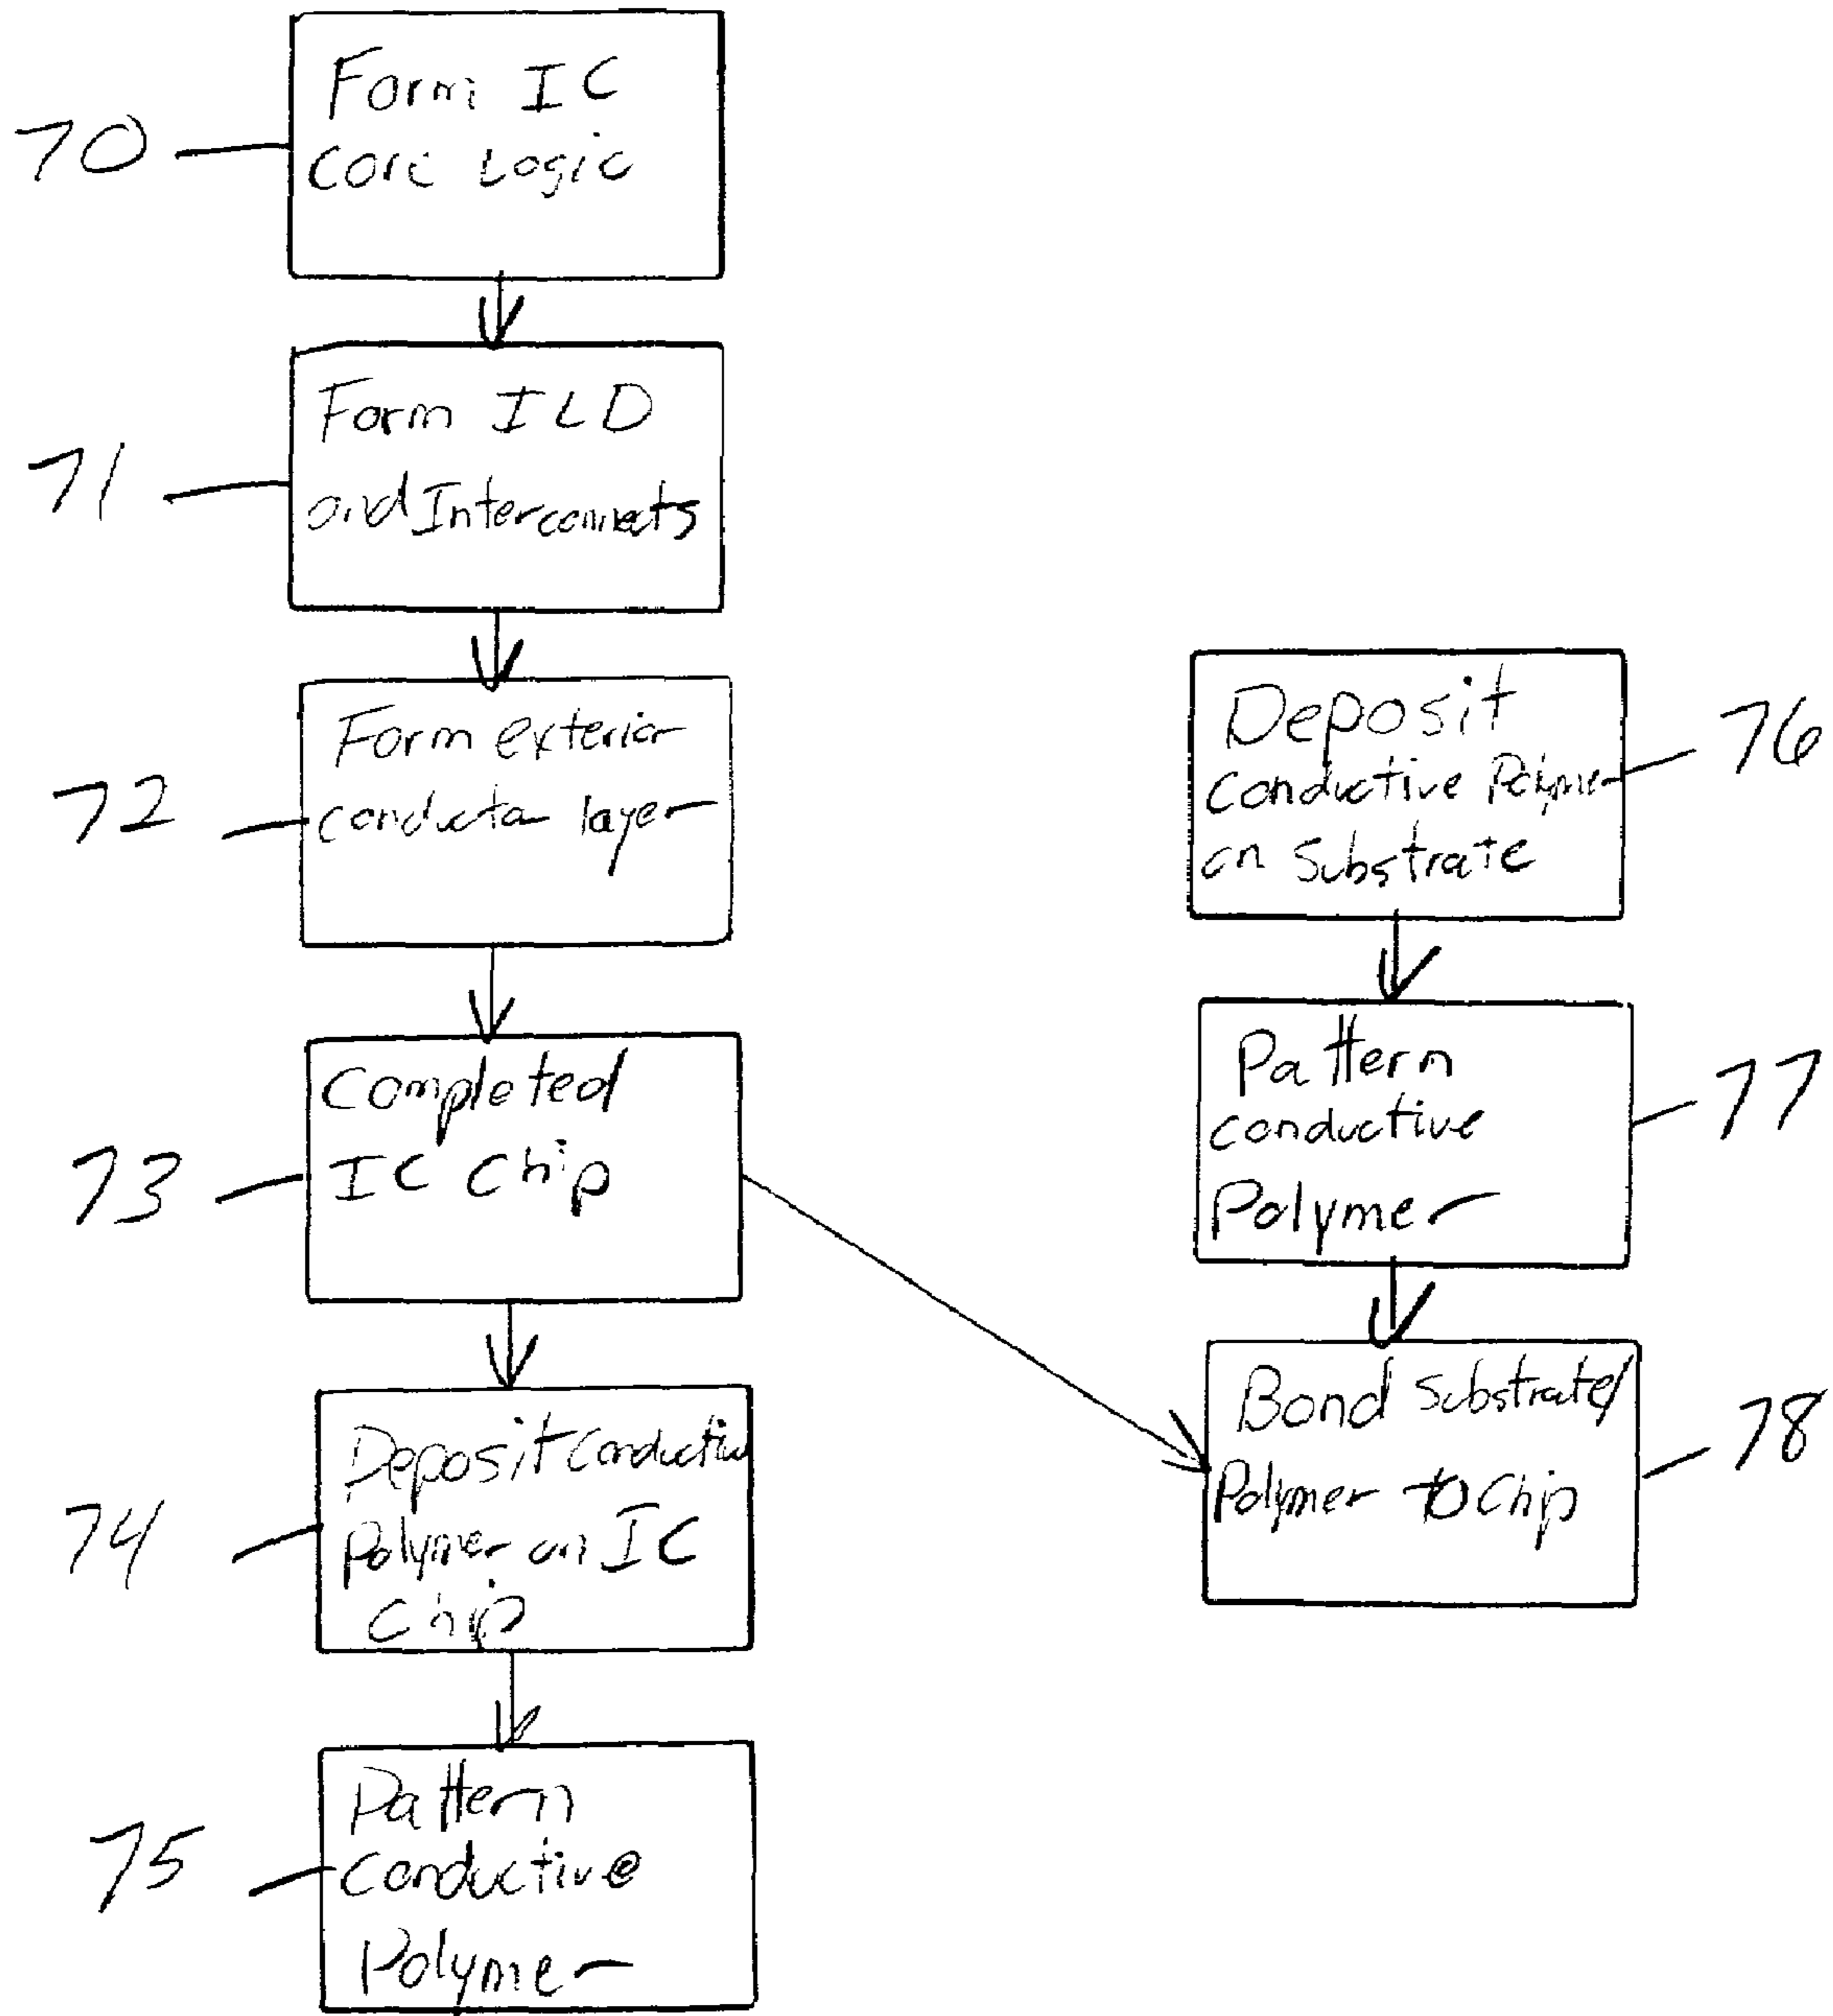 70
Form IC
Core Logic
71
Form ILD
and Interconnects
72
Form exterior
conductor layer
73
Completed
IC Chip
74
Deposit Conductive
Polymer on IC
Chip
75
Pattern
Conductive
Polymer
Deposit
Conductive Polymer
on Substrate
76
Pattern
conductive
Polymer
77
Bond Substrate/
Polymer to Chip
78